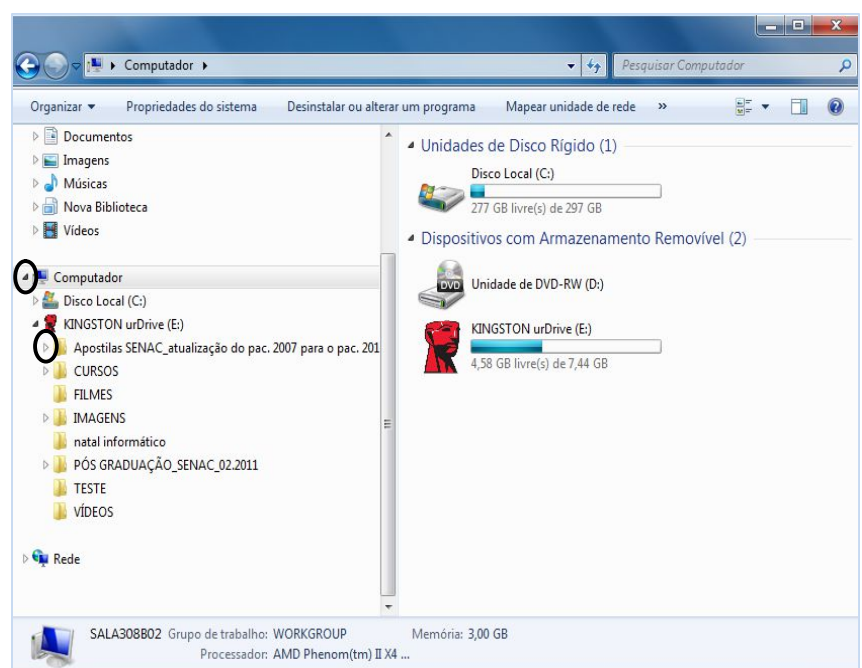 Computador
Pesquisar Computador
Organizar
Propriedades do sistema
Desinstalar ou alterar um programa
Mapear unidade de rede
»
Documentos
Imagens
Músicas
Nova Biblioteca
Vídeos
Computador
Disco Local (C:)
KINGSTON urDrive (E:)
Apostilas SENAC_atualização do pac. 2007 para o pac. 201
CURSOS
FILMES
IMAGENS
natal informático
PÓS GRADUAÇÃO_SENAC_02.2011
TESTE
VÍDEOS
Rede
Unidades de Disco Rígido (1)
Disco Local (C:)
277 GB livre(s) de 297 GB
Dispositivos com Armazenamento Removível (2)
DVD
Unidade de DVD-RW (D:)
KINGSTON urDrive (E:)
4,58 GB livre(s) de 7,44 GB
SALA308B02 Grupo de trabalho: WORKGROUP Memória: 3,00 GB
Processador: AMD Phenom(tm) II X4 ...